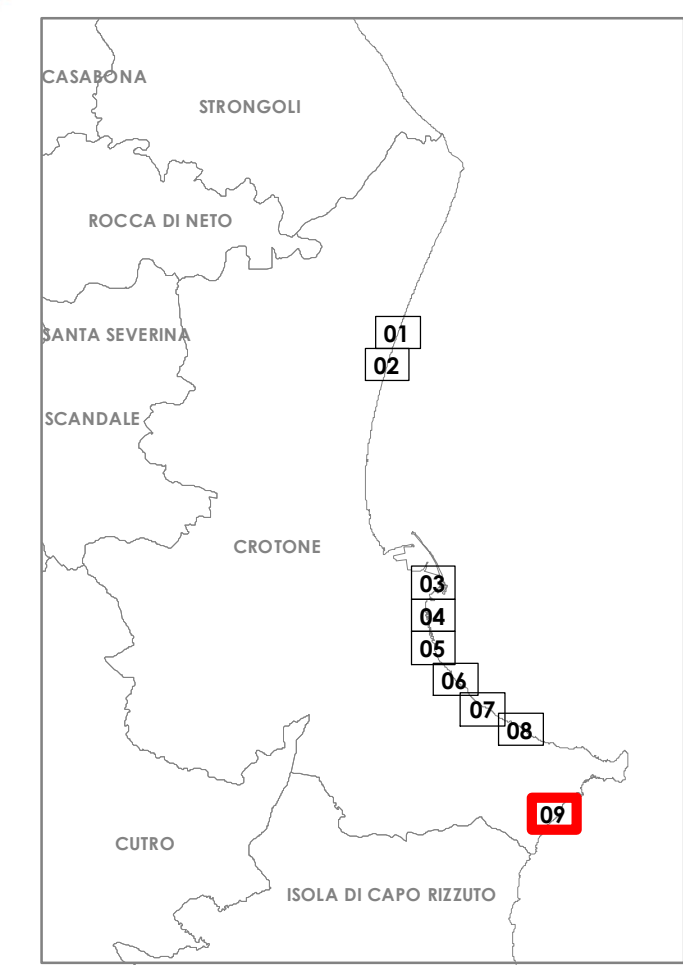 CASABONA
STRONGOLI
ROCCA DI NETO
SANTA SEVERINA
01
02
SCANDALE
CROTONE
03
04
05
06
07
08
09
CUTRO
ISOLA DI CAPO RIZZUTO